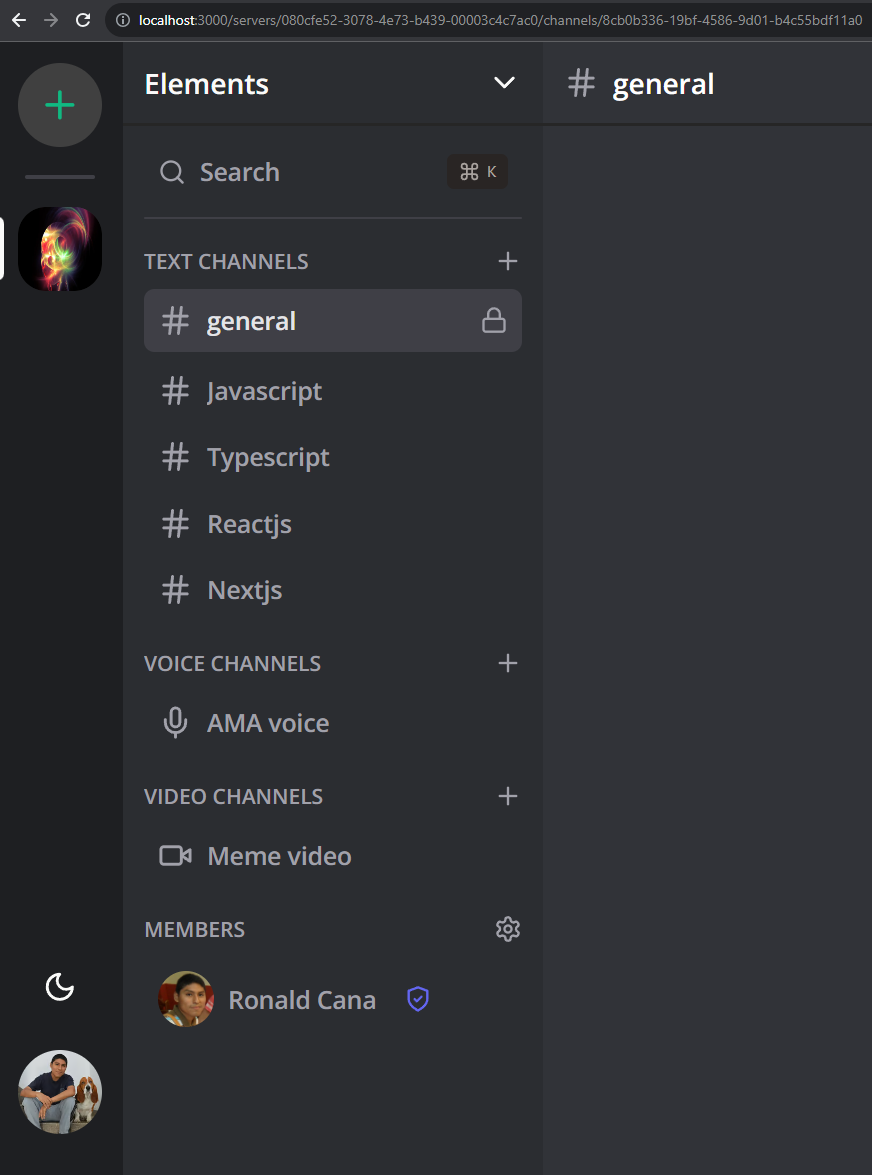 localhost:3000/servers/080cfe52-3078-4e73-b439-00003c4c7ac0/channels/8cb0b336-19bf-4586-9d01-b4c55bdf11a0
Elements
# general
Search ⌘ K
TEXT CHANNELS
# general
# Javascript
# Typescript
# Reactjs
# Nextjs
VOICE CHANNELS
AMA voice
VIDEO CHANNELS
Meme video
MEMBERS
Ronald Cana